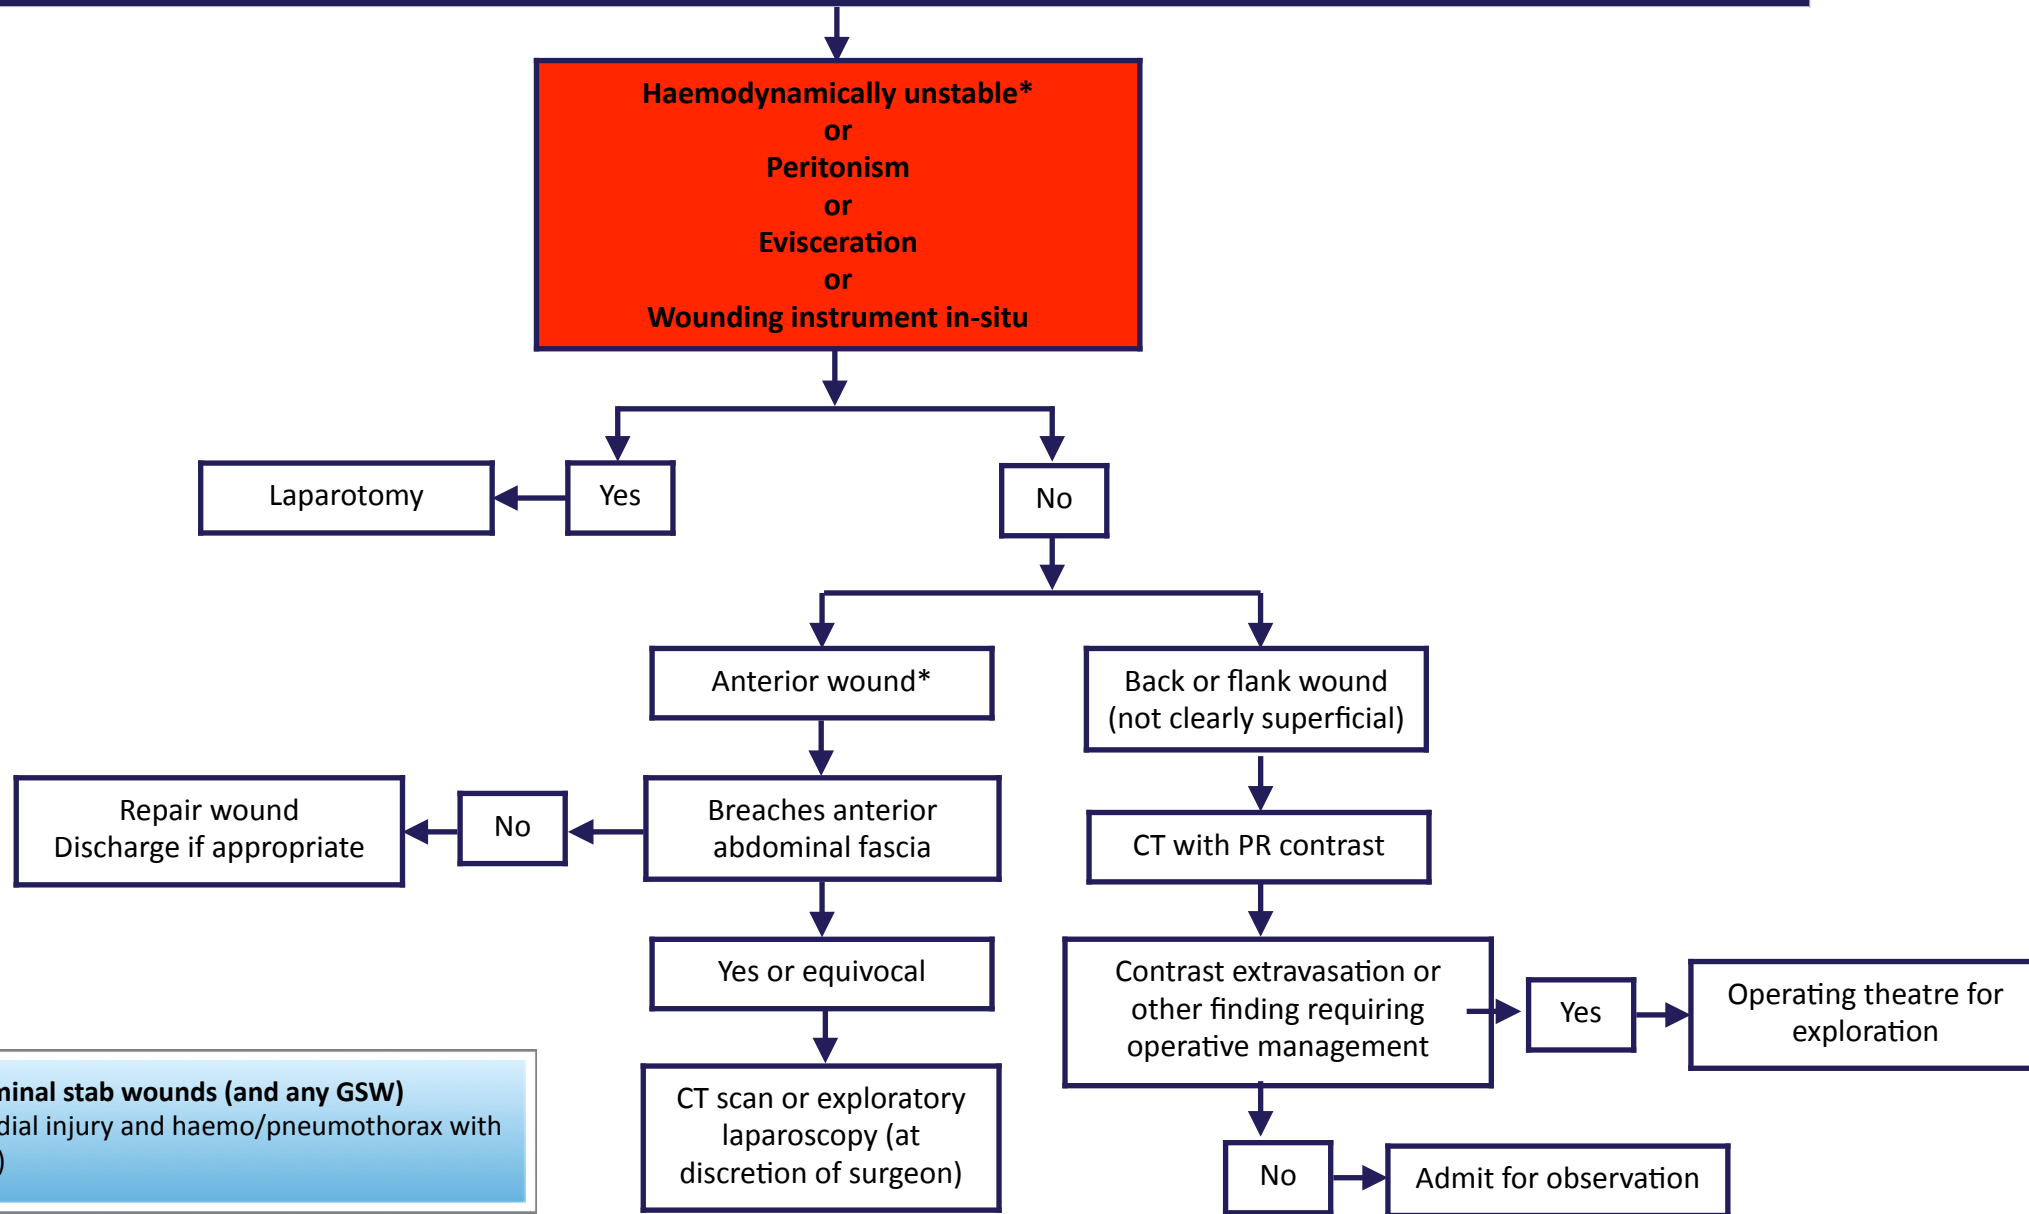 Haemodynamically unstable*
or
Peritonism
or
Evisceration
or
Wounding instrument in-situ
Laparotomy
Yes
No
Anterior wound*
Back or flank wound
(not clearly superficial)
Repair wound
Discharge if appropriate
No
Breaches anterior
abdominal fascia
CT with PR contrast
Yes or equivocal
Contrast extravasation or
other finding requiring
operative management
Yes
Operating theatre for
exploration
CT scan or exploratory
laparoscopy (at
discretion of surgeon)
No
Admit for observation
stab wounds (and any GSW)
injury and haemo/pneumothorax with
)